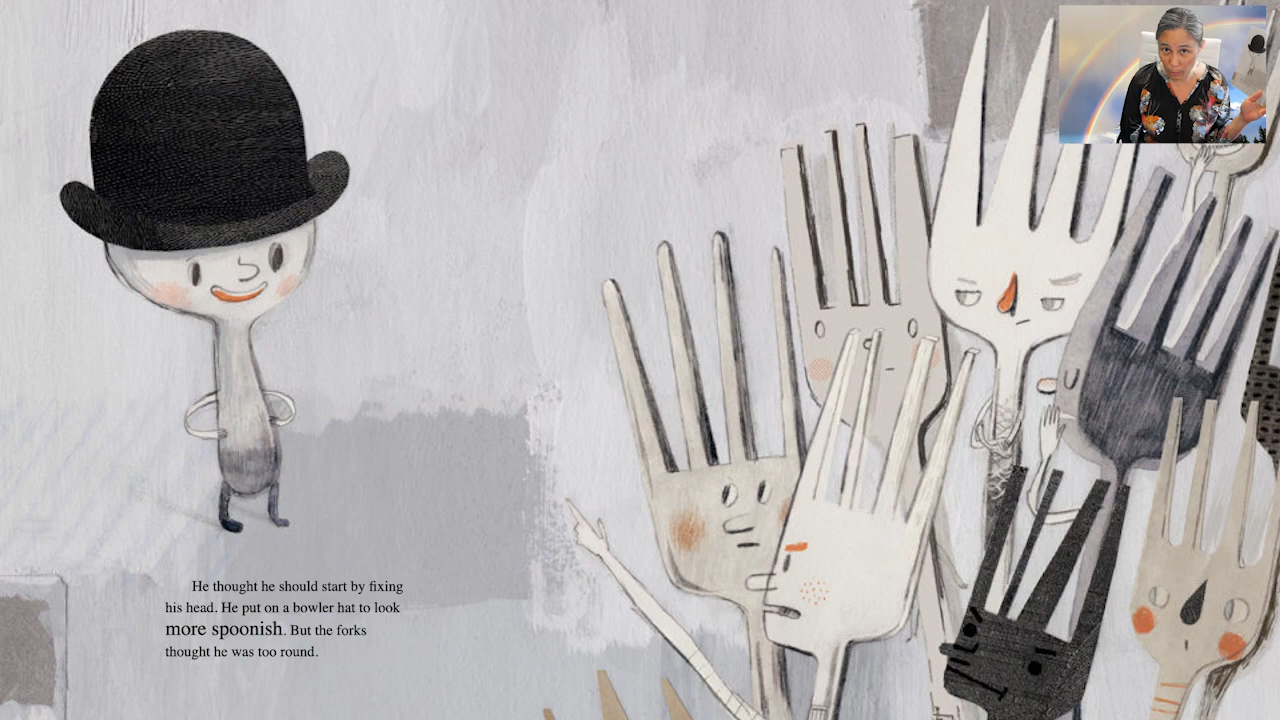 He thought he should start by fixing
his head. He put on a bowler hat to look
more spoonish. But the forks
thought he was too round.